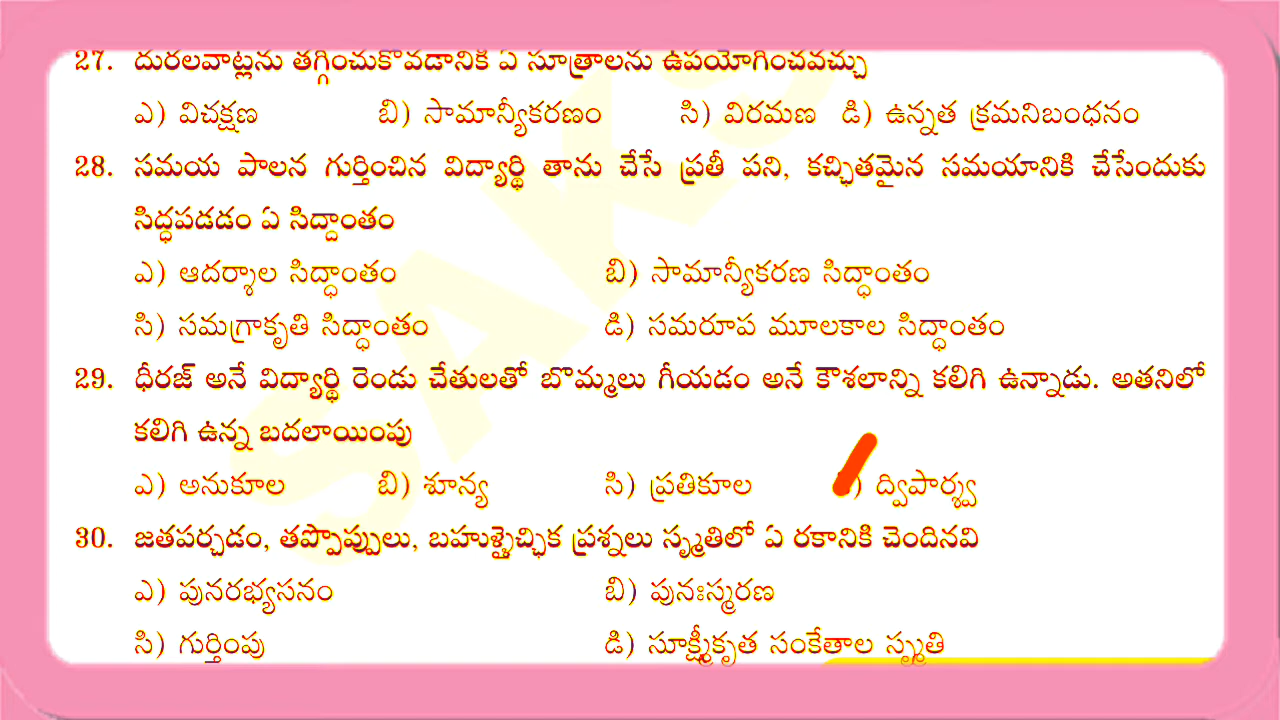 27. దురలవాట్లను తగ్గించుకోవడానికి ఏ సూత్రాలను ఉపయోగించవచ్చు
ఎ) విచక్షణ బి) సామాన్యీకరణం సి) విరమణ డి) ఉన్నత క్రమనిబంధనం
28. సమయ పాలన గుర్తించిన విద్యార్థి తాను చేసే ప్రతీ పని, కచ్ఛితమైన సమయానికి చేసేందుకు
సిద్ధపడడం ఏ సిద్దాంతం
ఎ) ఆదర్శాల సిద్ధాంతం బి) సామాన్యీకరణ సిద్ధాంతం
సి) సమగ్రాకృతి సిద్ధాంతం డి) సమరూప మూలకాల సిద్ధాంతం
29. ధీరజ్ అనే విద్యార్థి రెండు చేతులతో బొమ్మలు గీయడం అనే కౌశలాన్ని కలిగి ఉన్నాడు. అతనిలో
కలిగి ఉన్న బదలాయింపు
ఎ) అనుకూల బి) శూన్య సి) ప్రతికూల ) ద్విపార్శ్వ
30. జతపర్చడం, తప్పొప్పులు, బహుళైచ్ఛిక ప్రశ్నలు స్మృతిలో ఏ రకానికి చెందినవి
ఎ) పునరభ్యసనం బి) పునఃస్మరణ
సి) గుర్తింపు డి) సూక్ష్మీకృత సంకేతాల స్మృతి